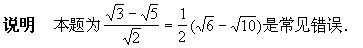 说明 本题为 (√3−√5)/√2 = 1/2(√6−√10)是常见错误.